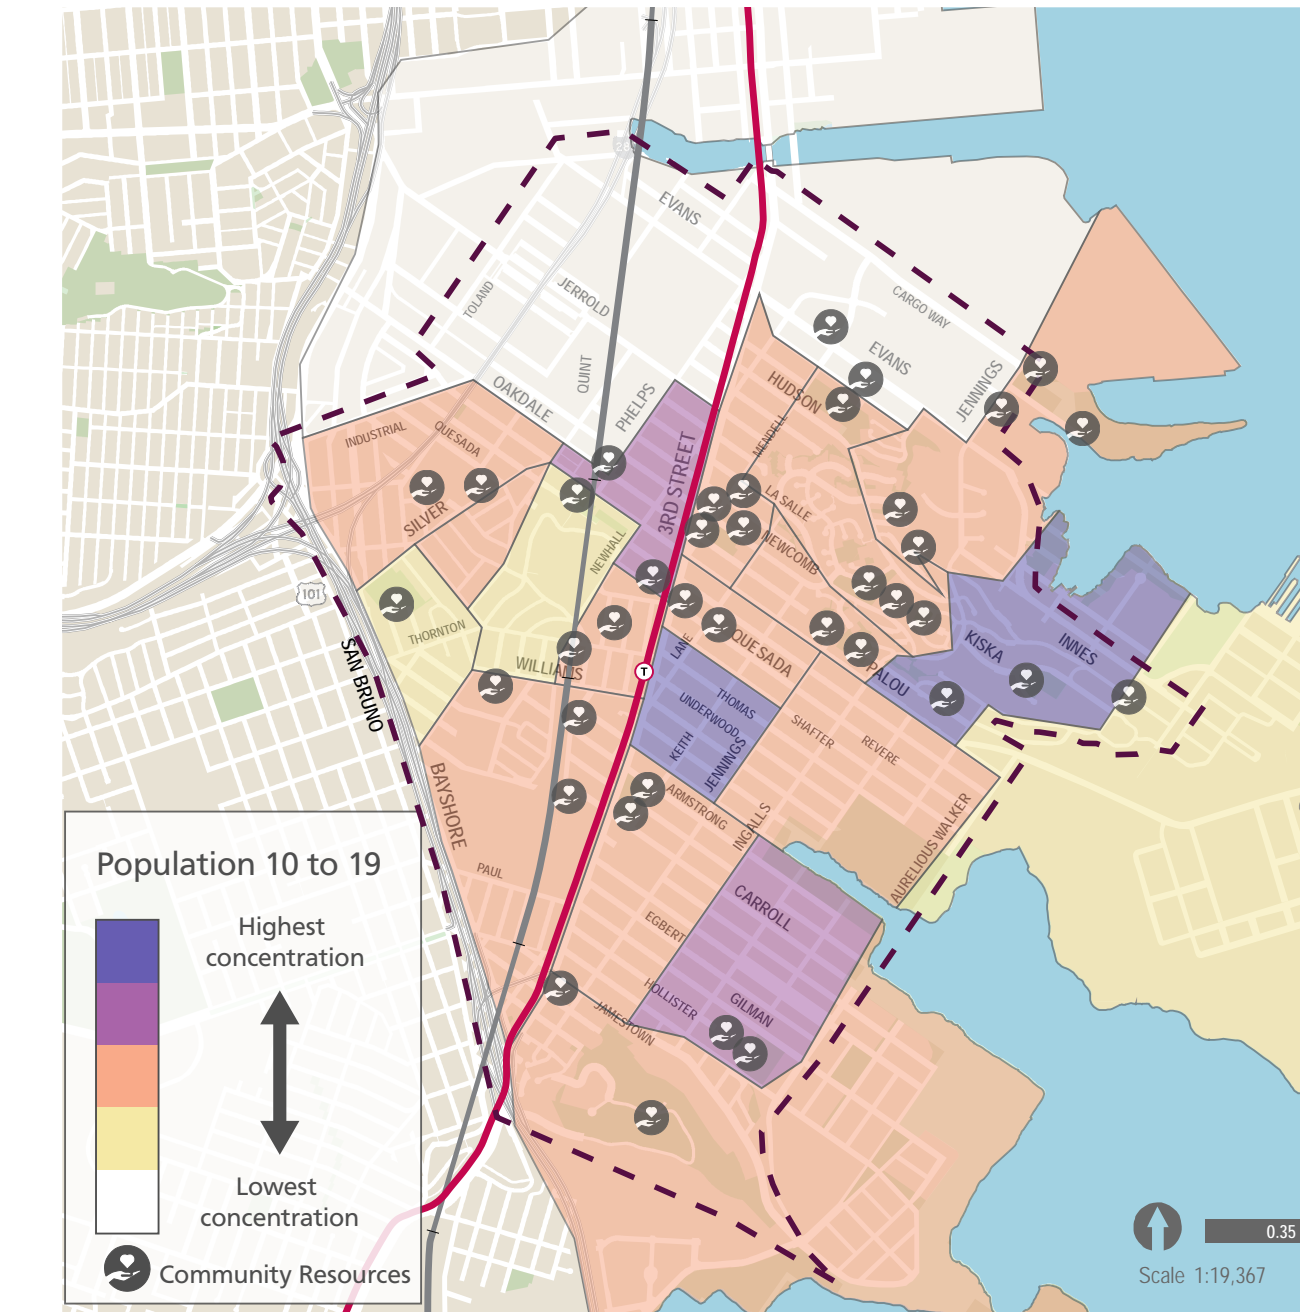 280
EVANS
CARGO WAY
TOLAND
JERROLD
EVANS
QUINT
JENNINGS
OAKDALE
PHELPS
HUDSON
INDUSTRIAL
QUESADA
MENDELL
3RD STREET
SILVER
LA SALLE
NEWCOMB
NEWHALL
101
THORNTON
SAN BRUNO
WILLIAMS
T
LANE
QUESADA
KISKA
INNES
PALOU
THOMAS
UNDERWOOD
KEITH
JENNINGS
SHAFTER
REVERE
BAYSHORE
ARMSTRONG
INGALLS
AURELIOUS WALKER
PAUL
CARROLL
EGBERT
HOLLISTER
GILMAN
JAMESTOWN
Population 10 to 19
Highest
concentration
Lowest
concentration
Community Resources
0.35
Scale 1:19,367